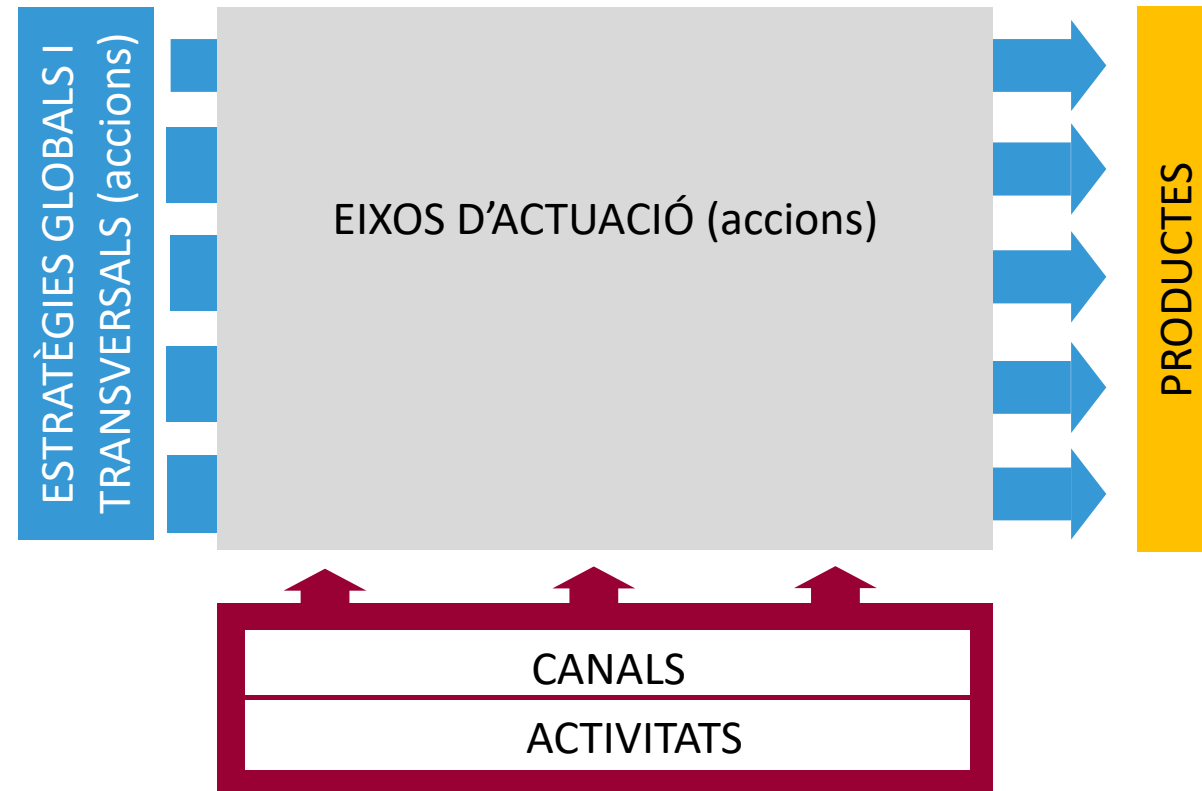 ESTRATÈGIES GLOBALS I
TRANSVERSALS (accions)
EIXOS D’ACTUACIÓ (accions)
PRODUCTES
CANALS
ACTIVITATS